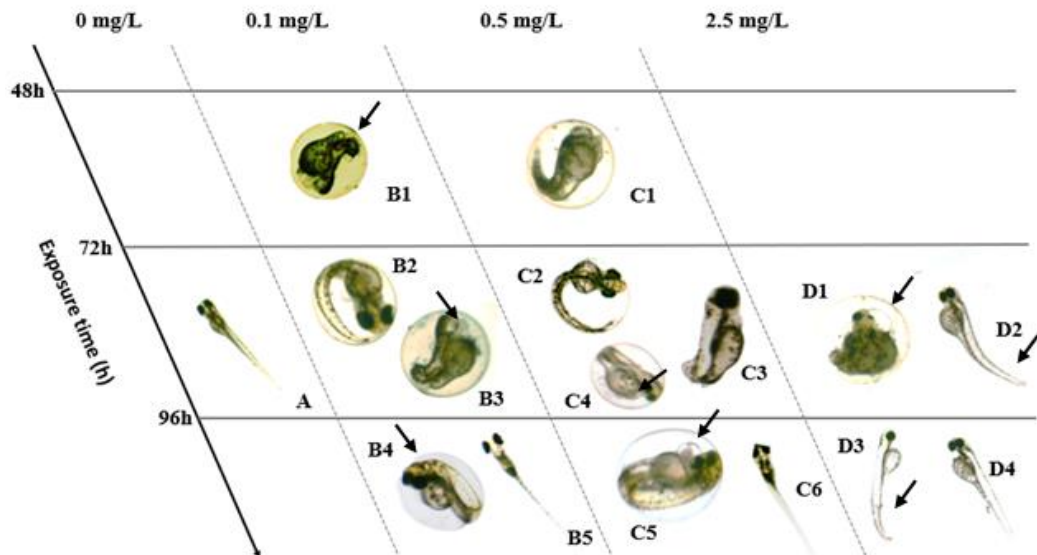 0 mg/L 0.1 mg/L 0.5 mg/L 2.5 mg/L
48h
B1 C1
72h
B2 C2 D1
D2
B3 C4 C3
A
96h
B4 D3 D4
C6
B5 C5
Exposure time (h)